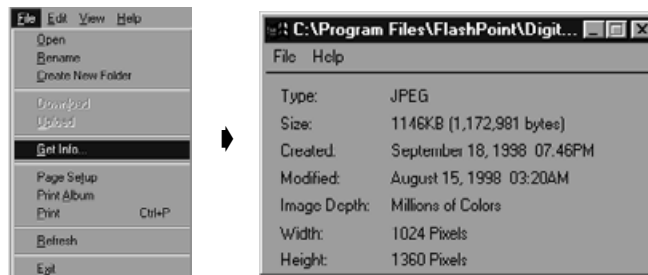 File Edit View Help
Open
Rename
Create New Folder
Download
Upload
Get Info...
Page Setup
Print Album
Print Ctrl+P
Refresh
Exit
C:\Program Files\FlashPoint\Digit...
File Help
Type: JPEG
Size: 1146KB (1,172,981 bytes)
Created: September 18, 1998 07:46PM
Modified: August 15, 1998 03:20AM
Image Depth: Millions of Colors
Width: 1024 Pixels
Height: 1360 Pixels